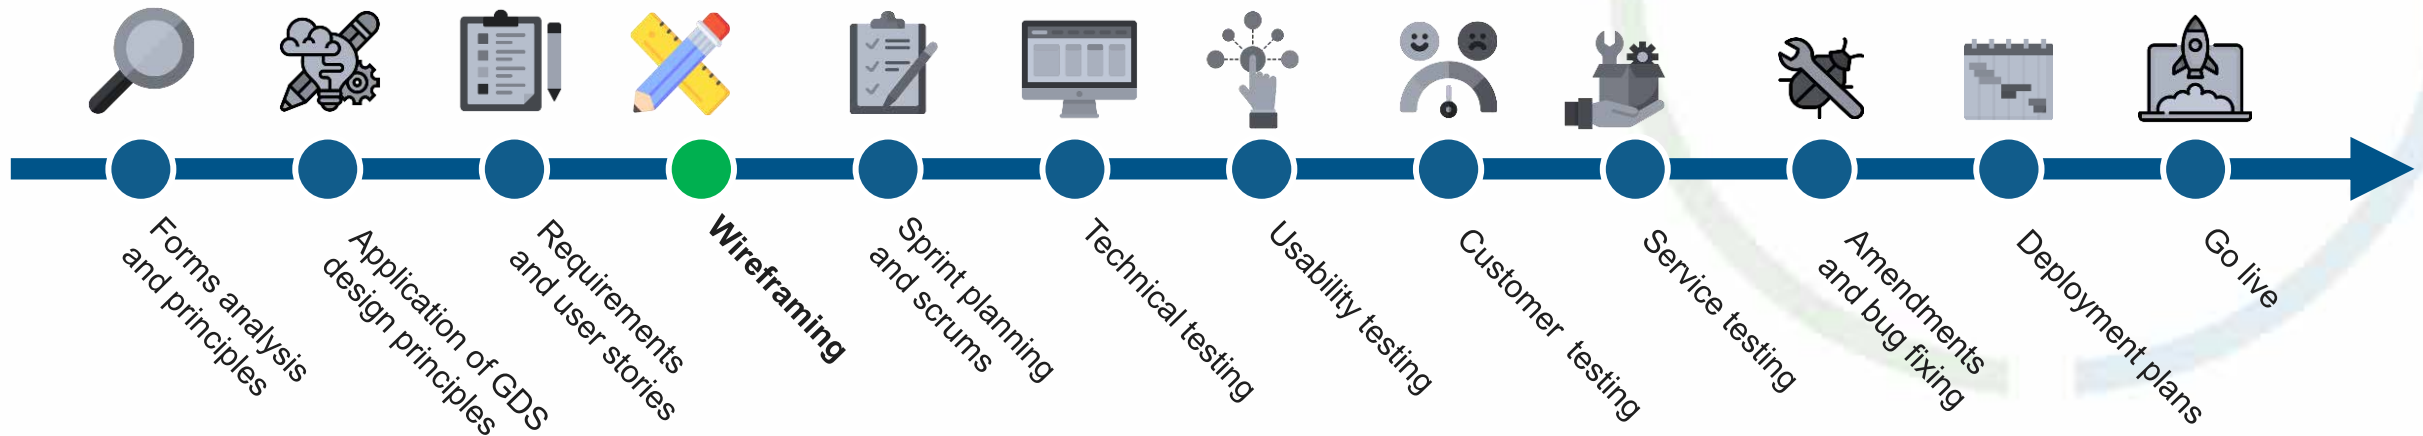 Forms analysis
and principles
Application of GDS
design principles
Requirements
and user stories
Wireframing
Sprint planning
and scrums
Technical testing
Usability testing
Customer testing
Service testing
Amendments
and bug fixing
Deployment plans
Go live